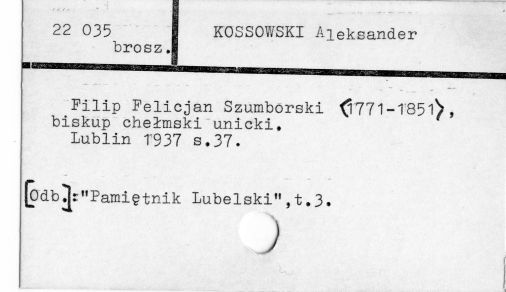 22 035
brosz.
KOSSOWSKI Aleksander
Filip Felicjan Szumborski <1771-1851>,
biskup chełmski unicki.
Lublin 1937 s.37.
[Odb.]:"Pamiętnik Lubelski",t.3.